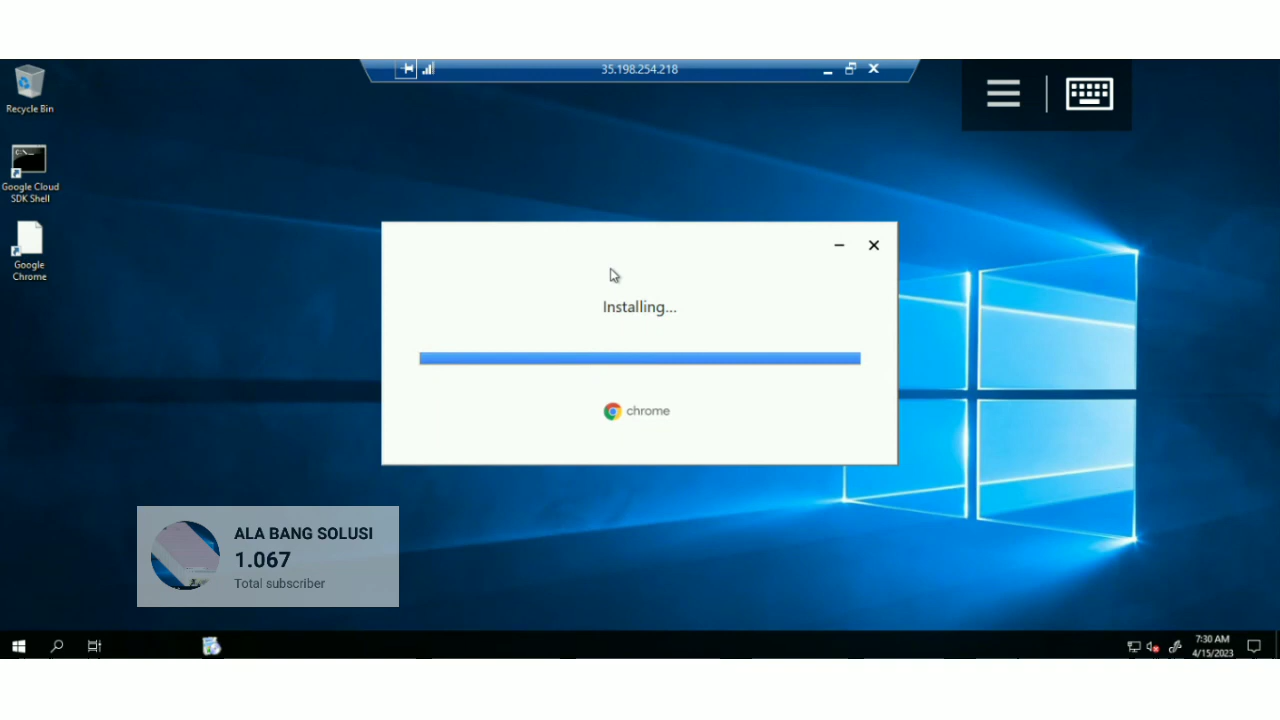 35.198.254.218
Recycle Bin
Google Cloud
SDK Shell
Google
Chrome
Installing...
chrome
ALA BANG SOLUSI
1.067
Total subscriber
7:30 AM
4/15/2023